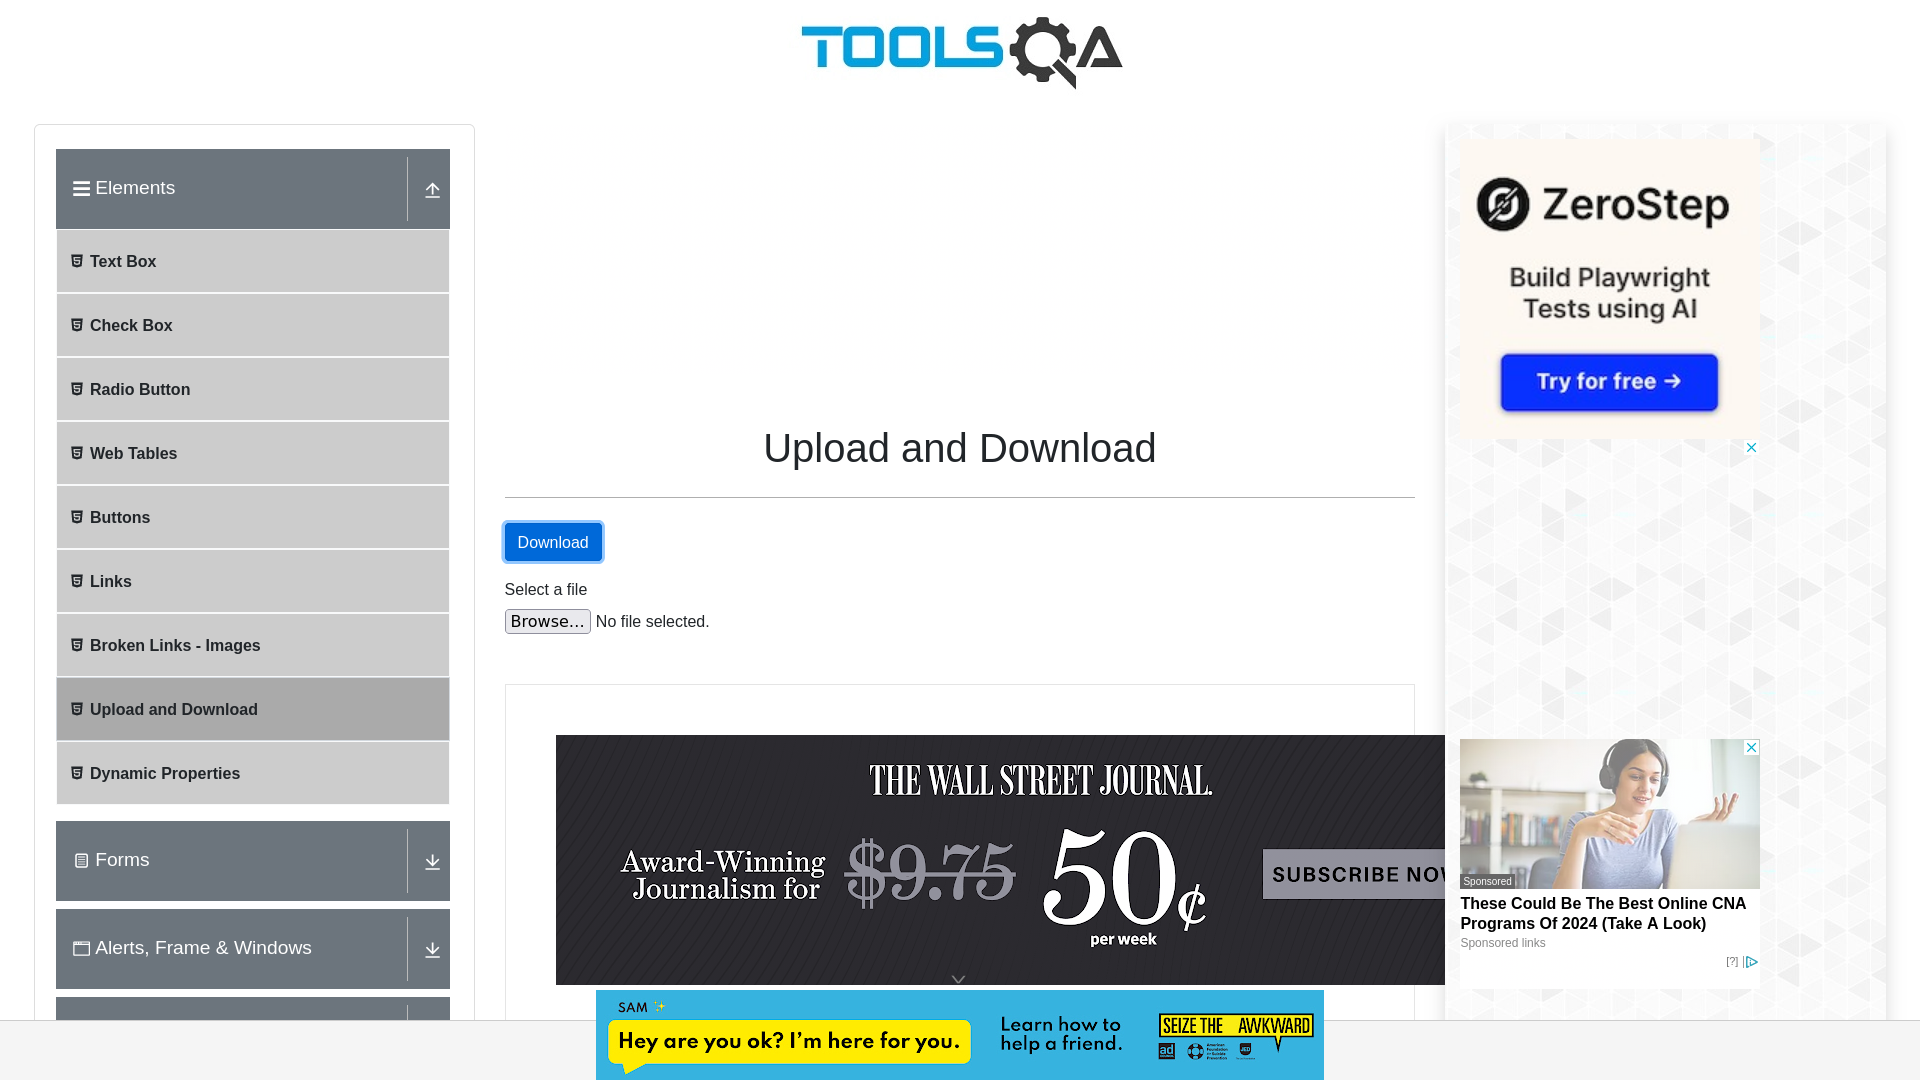 TOOLSQA
Elements
Text Box
Check Box
Radio Button
Web Tables
Buttons
Links
Broken Links - Images
Upload and Download
Dynamic Properties
Forms
Alerts, Frame & Windows
Upload and Download
Download
Select a file
Browse...
No file selected.
THE WALL STREET JOURNAL.
Award-Winning
Journalism for
$9.75
50¢
per week
SUBSCRIBE NOW
SAM ✨
Hey are you ok? I'm here for you.
Learn how to
help a friend.
SEIZE THE AWKWARD
ad
ZeroStep
Build Playwright
Tests using AI
Try for free →
Sponsored
These Could Be The Best Online CNA
Programs Of 2024 (Take A Look)
Sponsored links
[?]